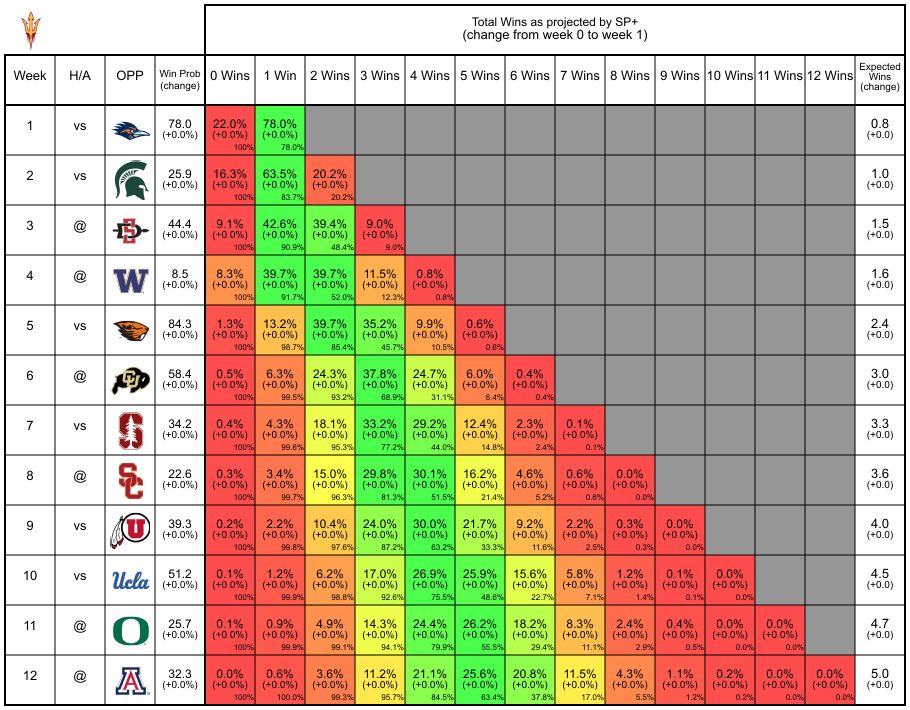 Total Wins as projected by SP+
(change from week 0 to week 1)
Week H/A OPP Win Prob (change) 0 Wins 1 Win 2 Wins 3 Wins 4 Wins 5 Wins 6 Wins 7 Wins 8 Wins 9 Wins 10 Wins 11 Wins 12 Wins Expected Wins (change)
1 vs 78.0 22.0% 78.0% 0.8
(+0.0%) (+0.0%) (+0.0%) (+0.0)
100% 78.0%
2 vs 25.9 16.3% 63.5% 20.2% 1.0
(+0.0%) (+0.0%) (+0.0%) (+0.0%) (+0.0)
100% 83.7% 20.2%
3 @ SD 44.4 9.1% 42.6% 39.4% 9.0% 1.5
(+0.0%) (+0.0%) (+0.0%) (+0.0%) (+0.0%) (+0.0)
100% 90.9% 48.4% 9.0%
4 @ W 8.5 8.3% 39.7% 39.7% 11.5% 0.8% 1.6
(+0.0%) (+0.0%) (+0.0%) (+0.0%) (+0.0%) (+0.0%) (+0.0)
100% 91.7% 52.0% 12.3% 0.8%
5 vs 84.3 1.3% 13.2% 39.7% 35.2% 9.9% 0.6% 2.4
(+0.0%) (+0.0%) (+0.0%) (+0.0%) (+0.0%) (+0.0%) (+0.0%) (+0.0)
100% 98.7% 85.4% 45.7% 10.5% 0.6%
6 @ CU 58.4 0.5% 6.3% 24.3% 37.8% 24.7% 6.0% 0.4% 3.0
(+0.0%) (+0.0%) (+0.0%) (+0.0%) (+0.0%) (+0.0%) (+0.0%) (+0.0%) (+0.0)
100% 99.5% 93.2% 68.9% 31.1% 6.4% 0.4%
7 vs S 34.2 0.4% 4.3% 18.1% 33.2% 29.2% 12.4% 2.3% 0.1% 3.3
(+0.0%) (+0.0%) (+0.0%) (+0.0%) (+0.0%) (+0.0%) (+0.0%) (+0.0%) (+0.0%) (+0.0)
100% 99.6% 95.3% 77.2% 44.0% 14.8% 2.4% 0.1%
8 @ SC 22.6 0.3% 3.4% 15.0% 29.8% 30.1% 16.2% 4.6% 0.6% 0.0% 3.6
(+0.0%) (+0.0%) (+0.0%) (+0.0%) (+0.0%) (+0.0%) (+0.0%) (+0.0%) (+0.0%) (+0.0%) (+0.0)
100% 99.7% 96.3% 81.3% 51.5% 21.4% 5.2% 0.6% 0.0%
9 vs U 39.3 0.2% 2.2% 10.4% 24.0% 30.0% 21.7% 9.2% 2.2% 0.3% 0.0% 4.0
(+0.0%) (+0.0%) (+0.0%) (+0.0%) (+0.0%) (+0.0%) (+0.0%) (+0.0%) (+0.0%) (+0.0%) (+0.0%) (+0.0)
100% 99.8% 97.6% 87.2% 63.2% 33.3% 11.6% 2.5% 0.3% 0.0%
10 vs Ucla 51.2 0.1% 1.2% 6.2% 17.0% 26.9% 25.9% 15.6% 5.8% 1.2% 0.1% 0.0% 4.5
(+0.0%) (+0.0%) (+0.0%) (+0.0%) (+0.0%) (+0.0%) (+0.0%) (+0.0%) (+0.0%) (+0.0%) (+0.0%) (+0.0%) (+0.0)
100% 99.9% 98.8% 92.6% 75.5% 48.6% 22.7% 7.1% 1.4% 0.1% 0.0%
11 @ O 25.7 0.1% 0.9% 4.9% 14.3% 24.4% 26.2% 18.2% 8.3% 2.4% 0.4% 0.0% 0.0% 4.7
(+0.0%) (+0.0%) (+0.0%) (+0.0%) (+0.0%) (+0.0%) (+0.0%) (+0.0%) (+0.0%) (+0.0%) (+0.0%) (+0.0%) (+0.0%) (+0.0)
100% 99.9% 99.1% 94.1% 79.9% 55.5% 29.4% 11.1% 2.9% 0.5% 0.0% 0.0%
12 @ A 32.3 0.0% 0.6% 3.6% 11.2% 21.1% 25.6% 20.8% 11.5% 4.3% 1.1% 0.2% 0.0% 0.0% 5.0
(+0.0%) (+0.0%) (+0.0%) (+0.0%) (+0.0%) (+0.0%) (+0.0%) (+0.0%) (+0.0%) (+0.0%) (+0.0%) (+0.0%) (+0.0%) (+0.0%) (+0.0)
100% 100.0% 99.3% 95.7% 84.5% 63.4% 37.8% 17.0% 5.5% 1.2% 0.2% 0.0% 0.0%